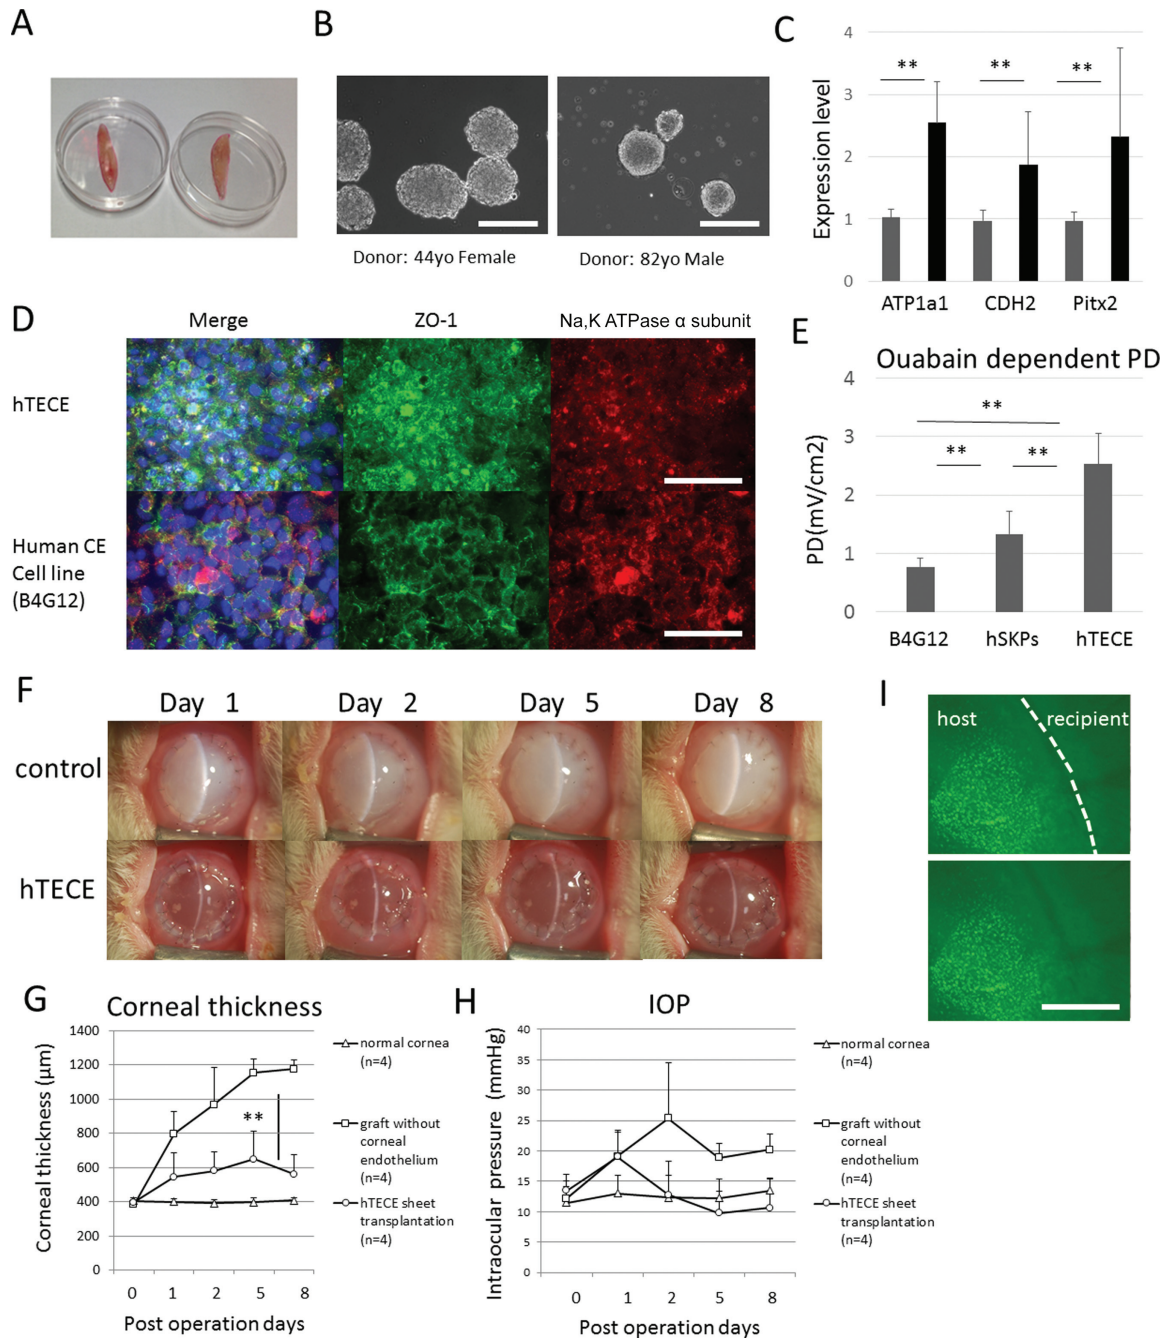 A
B
Donor: 44yo Female
Donor: 82yo Male
C
Expression level
4
3
2
1
0
**
**
**
ATP1a1
CDH2
Pitx2
D
Merge
ZO-1
Na,K ATPase α subunit
hTECE
Human CE
Cell line
(B4G12)
E
Ouabain dependent PD
PD(mV/cm2)
4
3
2
1
0
**
**
**
B4G12
hSKPs
hTECE
F
Day 1
Day 2
Day 5
Day 8
control
hTECE
I
host
recipient
G
Corneal thickness
Corneal thickness (µm)
1400
1200
1000
800
600
400
200
0
**
0
1
2
5
8
Post operation days
normal cornea
(n=4)
graft without
corneal
endothelium
(n=4)
hTECE sheet
transplantation
(n=4)
H
IOP
Intraocular pressure (mmHg)
40
35
30
25
20
15
10
5
0
0
1
2
5
8
Post operation days
normal cornea
(n=4)
graft without
corneal
endothelium
(n=4)
hTECE sheet
transplantation
(n=4)